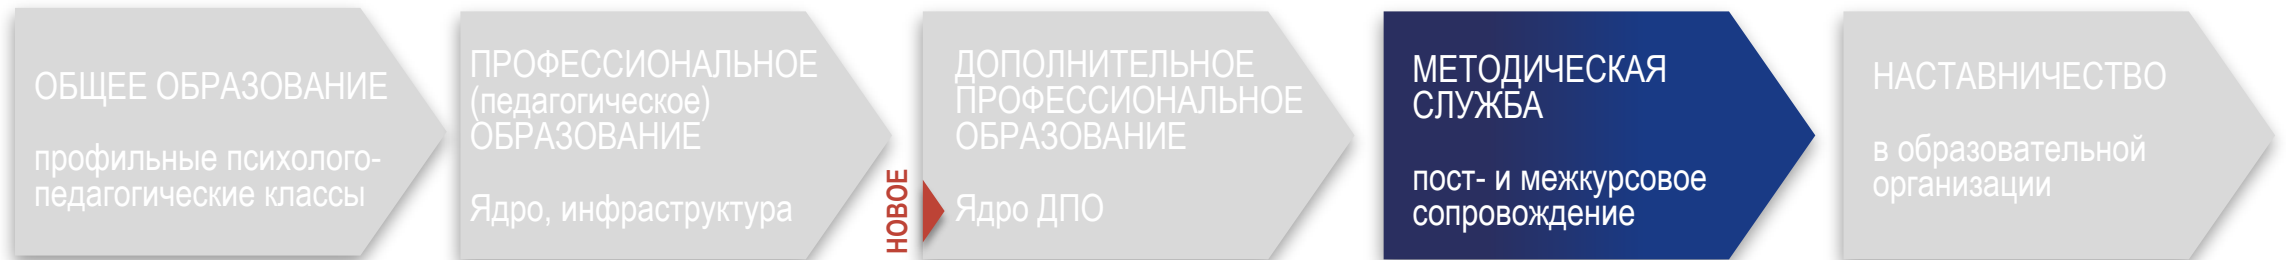 ОБЩЕЕ ОБРАЗОВАНИЕ
профильные психолого-
педагогические классы
ПРОФЕССИОНАЛЬНОЕ
(педагогическое)
ОБРАЗОВАНИЕ
Ядро, инфраструктура
НОВОЕ
ДОПОЛНИТЕЛЬНОЕ
ПРОФЕССИОНАЛЬНОЕ
ОБРАЗОВАНИЕ
Ядро ДПО
МЕТОДИЧЕСКАЯ
СЛУЖБА
пост- и межкурсовое
сопровождение
НАСТАВНИЧЕСТВО
в образовательной
организации